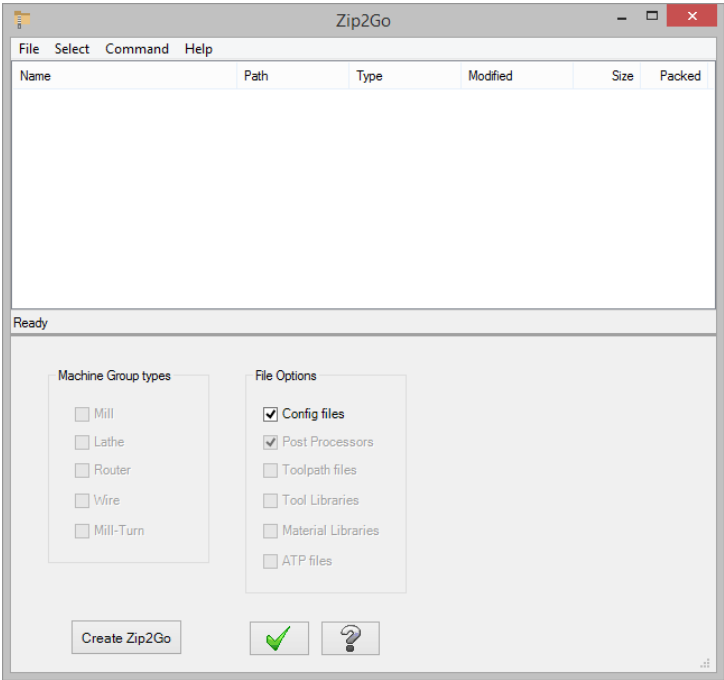 Zip2Go
File Select Command Help
Name Path Type Modified Size Packed
Ready
Machine Group types
File Options
Mill
Config files
Lathe
Post Processors
Router
Toolpath files
Wire
Tool Libraries
Mill-Turn
Material Libraries
ATP files
Create Zip2Go